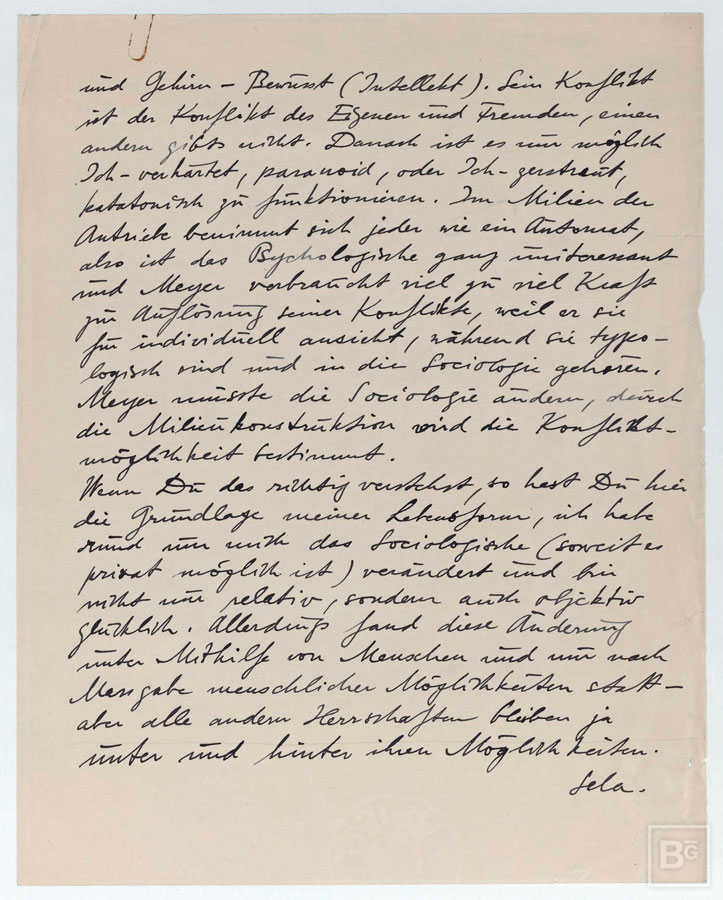 und Gehirn – Bewusst (Intellekt). Sein Konflikt
ist der Konflikt des Eigenen und Fremden, einen
andern gibts nicht. Danach ist es nur möglich
Ich-verhärtet, paranoid, oder Ich-zerstreut,
katatonisch zu funktionieren. Im Milieu der
Antriebe benimmt sich jeder wie ein Automat,
also ist das Psychologische ganz uninteressant
und Meyer verbraucht viel zu viel Kraft
zur Auflösung seiner Konflikte, weil er sie
für individuell ansieht, während sie typo-
logisch sind und in die Sociologie gehören.
Meyer müsste die Sociologie ändern, durch
die Milieukonstruktion wird die Konflikt-
möglichkeit bestimmt.
Wenn Du das richtig verstehst, so hast Du hier
die Grundlage meiner Lebensform, ich habe
rund um mich das Sociologische (soweit es
privat möglich ist) verändert und bin
nicht nur relativ, sondern auch objektiv
glücklich. Allerdings fand diese Änderung
unter Mithilfe von Menschen und nur nach
Massgabe menschlicher Möglichkeiten statt –
aber alle andern Herrschaften bleiben ja
unter und hinter ihren Möglichkeiten.
Sela.
BG